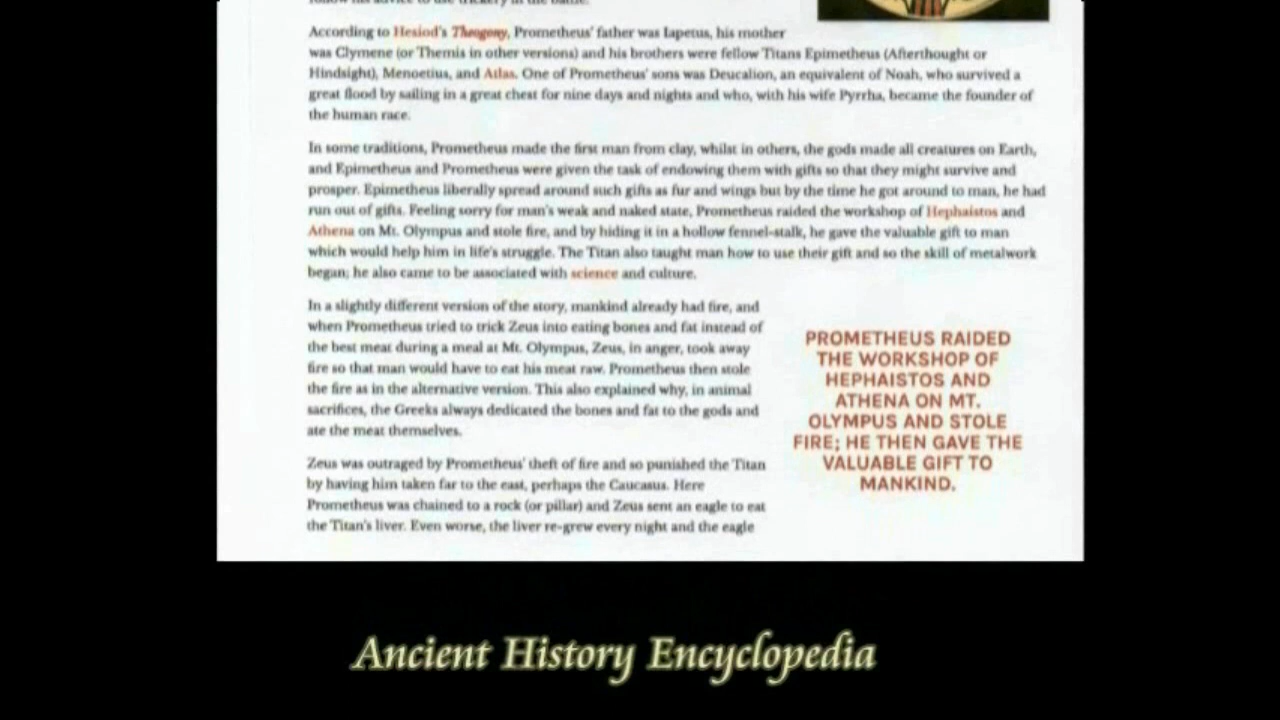 According to Hesiod's Theogony, Prometheus' father was Iapetus, his mother
was Clymene (or Themis in other versions) and his brothers were fellow Titans Epimetheus (Afterthought or
Hindsight), Menoetius, and Atlas. One of Prometheus' sons was Deucalion, an equivalent of Noah, who survived a
great flood by sailing in a great chest for nine days and nights and who, with his wife Pyrrha, became the founder of
the human race.
In some traditions, Prometheus made the first man from clay, whilst in others, the gods made all creatures on Earth,
and Epimetheus and Prometheus were given the task of endowing them with gifts so that they might survive and
prosper. Epimetheus liberally spread around such gifts as fur and wings but by the time he got around to man, he had
run out of gifts. Feeling sorry for man's weak and naked state, Prometheus raided the workshop of Hephaistos and
Athena on Mt. Olympus and stole fire, and by hiding it in a hollow fennel-stalk, he gave the valuable gift to man
which would help him in life's struggle. The Titan also taught man how to use their gift and so the skill of metalwork
began; he also came to be associated with science and culture.
In a slightly different version of the story, mankind already had fire, and
when Prometheus tried to trick Zeus into eating bones and fat instead of
the best meat during a meal at Mt. Olympus, Zeus, in anger, took away
fire so that man would have to eat his meat raw. Prometheus then stole
the fire as in the alternative version. This also explained why, in animal
sacrifices, the Greeks always dedicated the bones and fat to the gods and
ate the meat themselves.
Zeus was outraged by Prometheus' theft of fire and so punished the Titan
by having him taken far to the east, perhaps the Caucasus. Here
Prometheus was chained to a rock (or pillar) and Zeus sent an eagle to eat
the Titan's liver. Even worse, the liver re-grew every night and the eagle
PROMETHEUS RAIDED
THE WORKSHOP OF
HEPHAISTOS AND
ATHENA ON MT.
OLYMPUS AND STOLE
FIRE; HE THEN GAVE THE
VALUABLE GIFT TO
MANKIND.
Ancient History Encyclopedia